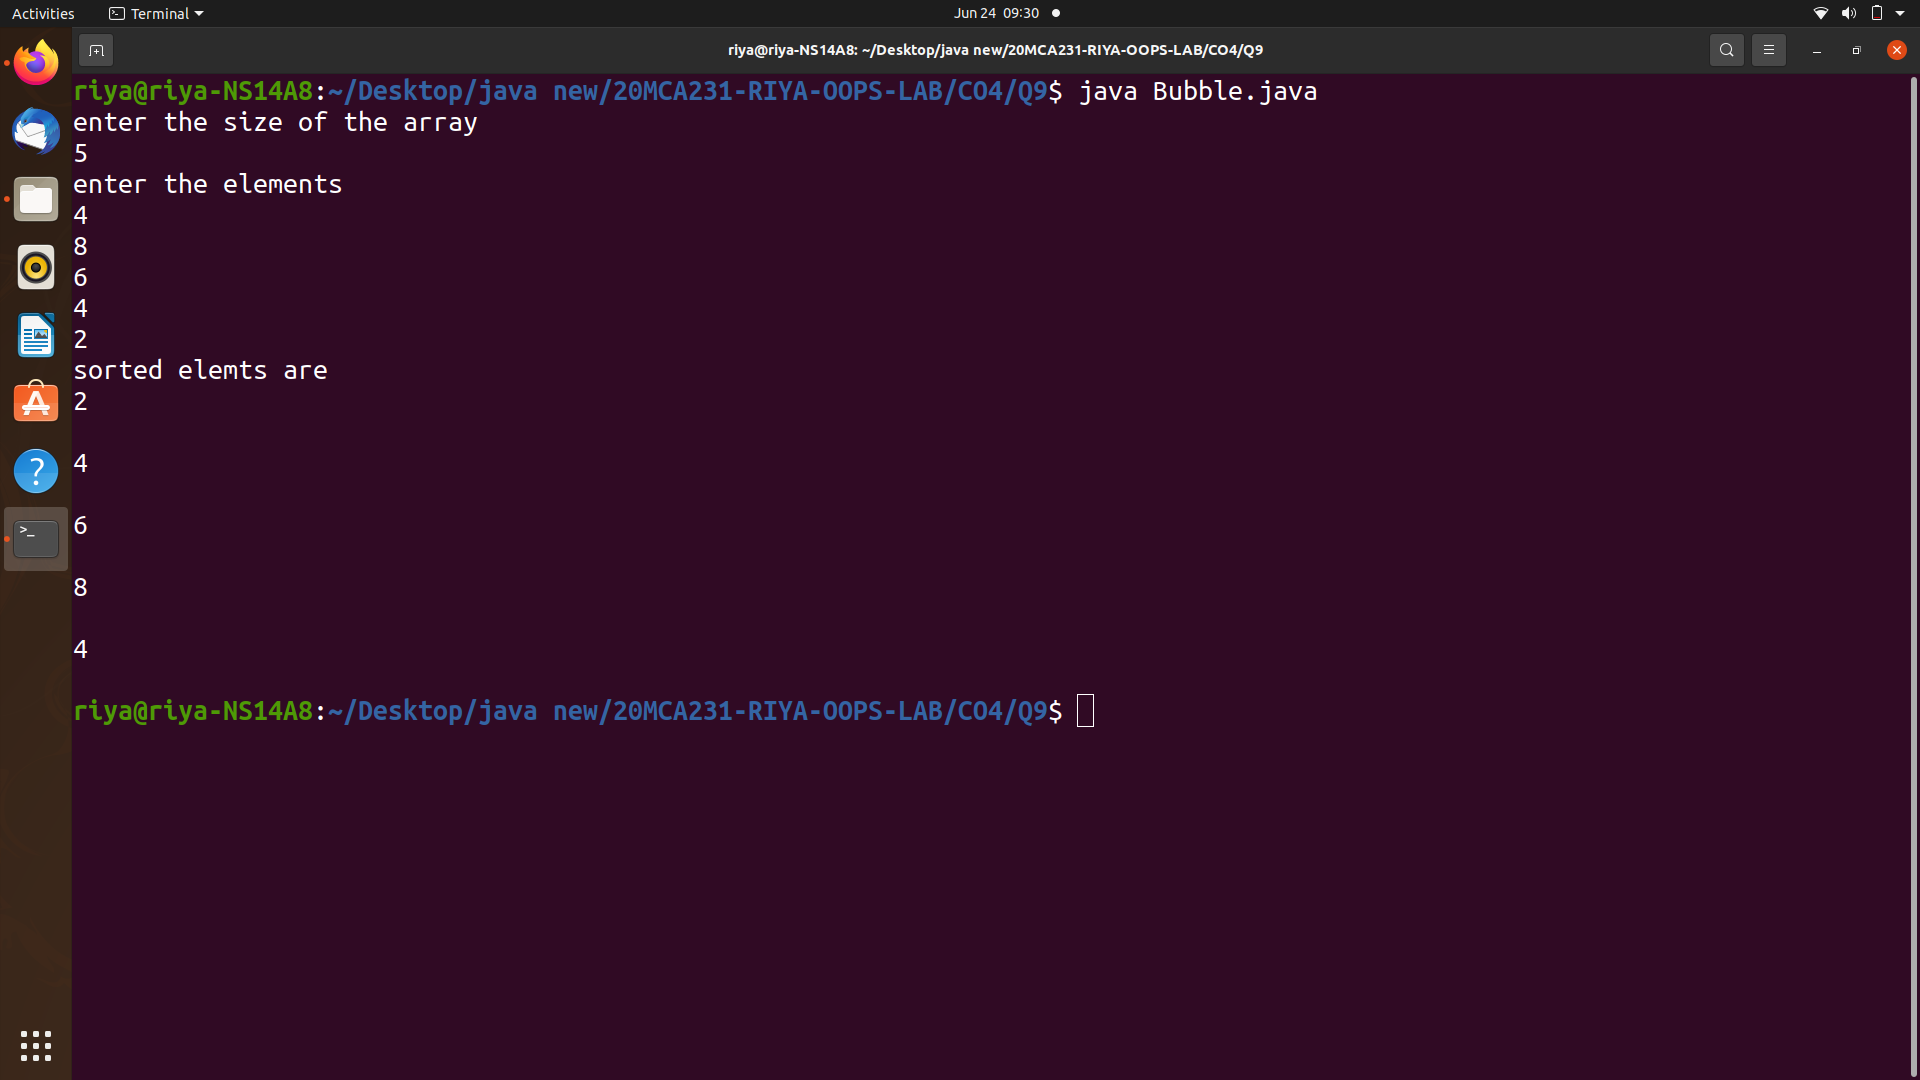 Activities
Terminal
Jun 24 09:30
riya@riya-NS14A8: ~/Desktop/java new/20MCA231-RIYA-OOPS-LAB/CO4/Q9
riya@riya-NS14A8:~/Desktop/java new/20MCA231-RIYA-OOPS-LAB/CO4/Q9$ java Bubble.java
enter the size of the array
5
enter the elements
4
8
6
4
2
sorted elemts are
2
4
6
8
4
riya@riya-NS14A8:~/Desktop/java new/20MCA231-RIYA-OOPS-LAB/CO4/Q9$